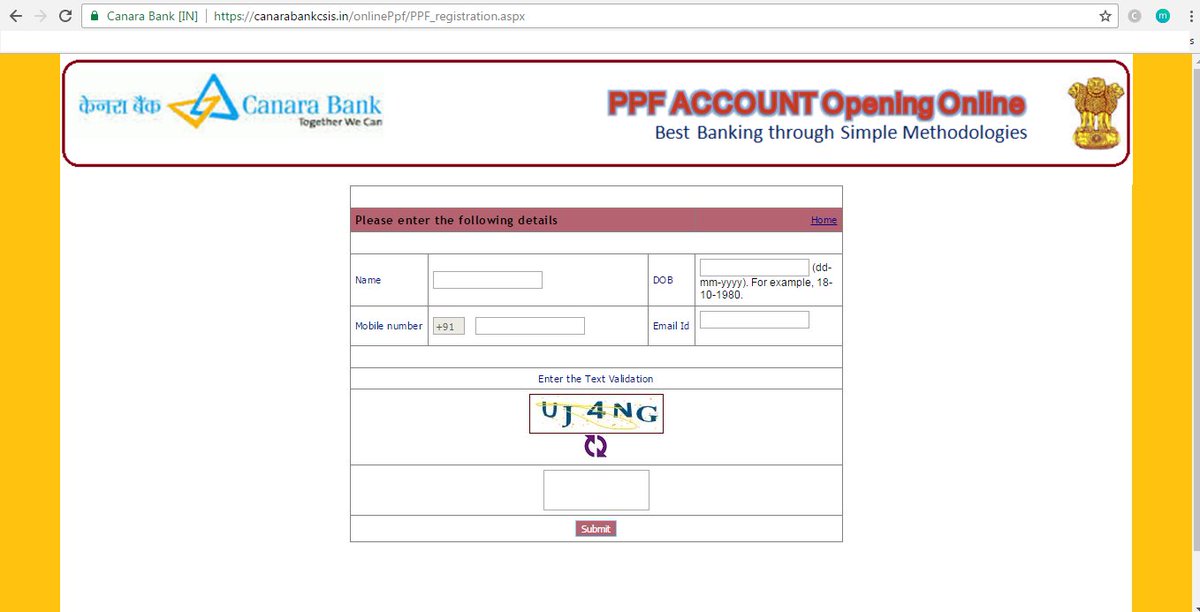 Canara Bank [IN] https://canarabankcsis.in/onlinePpf/PPF_registration.aspx
C m
s
केनरा बैंक Canara Bank
Together We Can
PPF ACCOUNT Opening Online
Best Banking through Simple Methodologies
Please enter the following details Home
Name DOB (dd-
mm-yyyy). For example, 18-
10-1980.
Mobile number +91 Email Id
Enter the Text Validation
UJ4NG
Submit